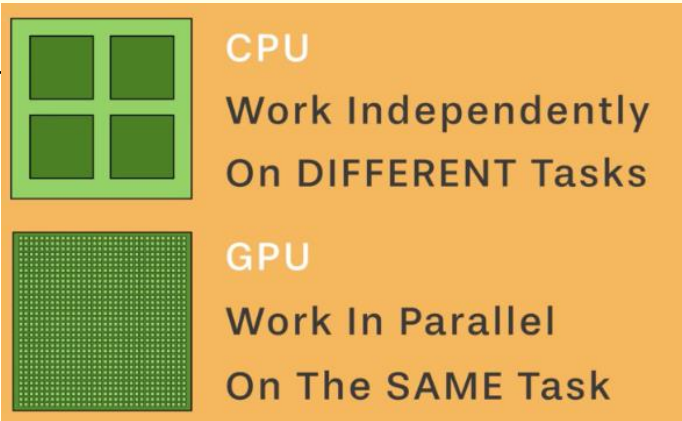 CPU
Work Independently
On DIFFERENT Tasks
GPU
Work In Parallel
On The SAME Task